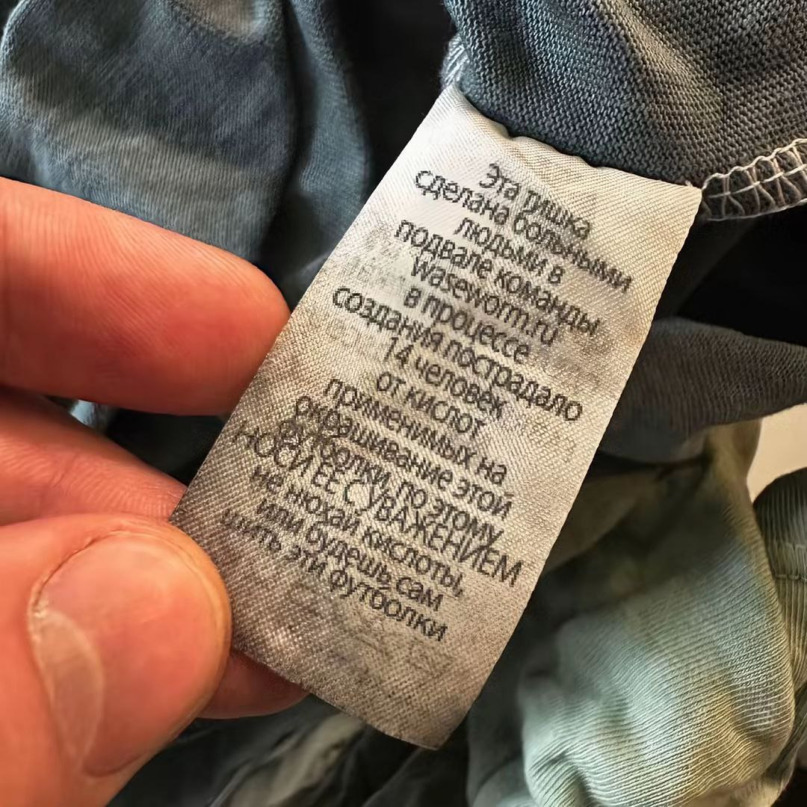 Эта тишка
сделана больными
людьми в
подвале команды
waseworm.ru
в процессе
создания пострадало
14 человек
от кислот
применимых на
окрашивание этой
футболки, по этому
НОСИ ЕЕ С УВАЖЕНИЕМ
не нюхай кислоты,
или будешь сам
шить эти футболки